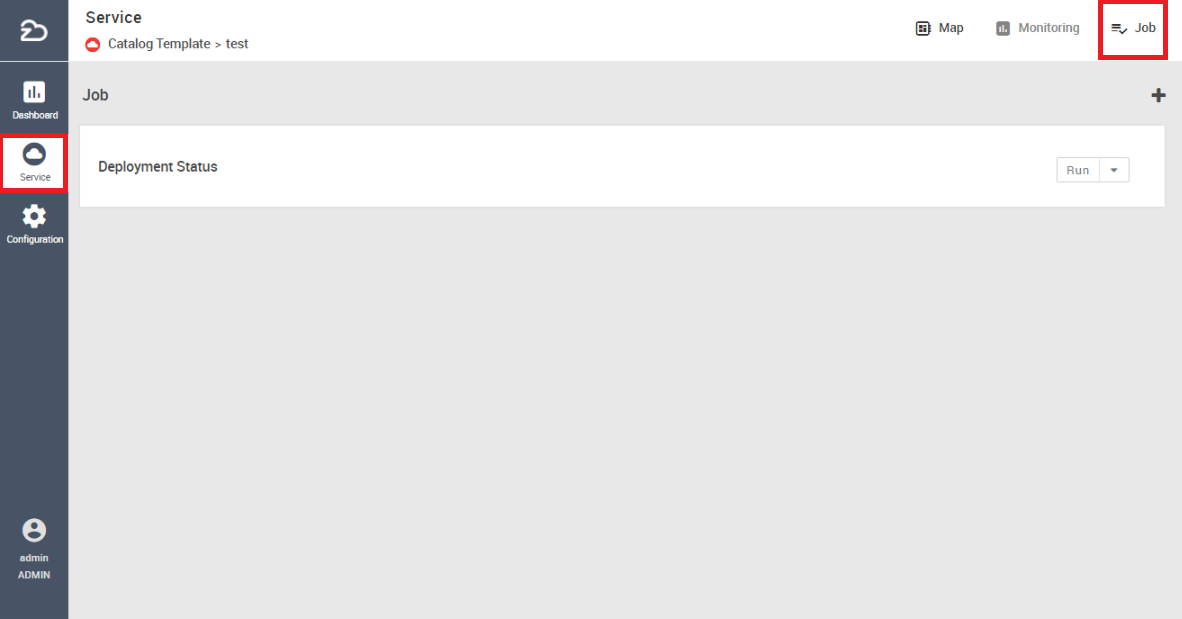 Service
Catalog Template > test
Map
Monitoring
Job
Dashboard
Service
Configuration
admin
ADMIN
Job
Deployment Status
Run